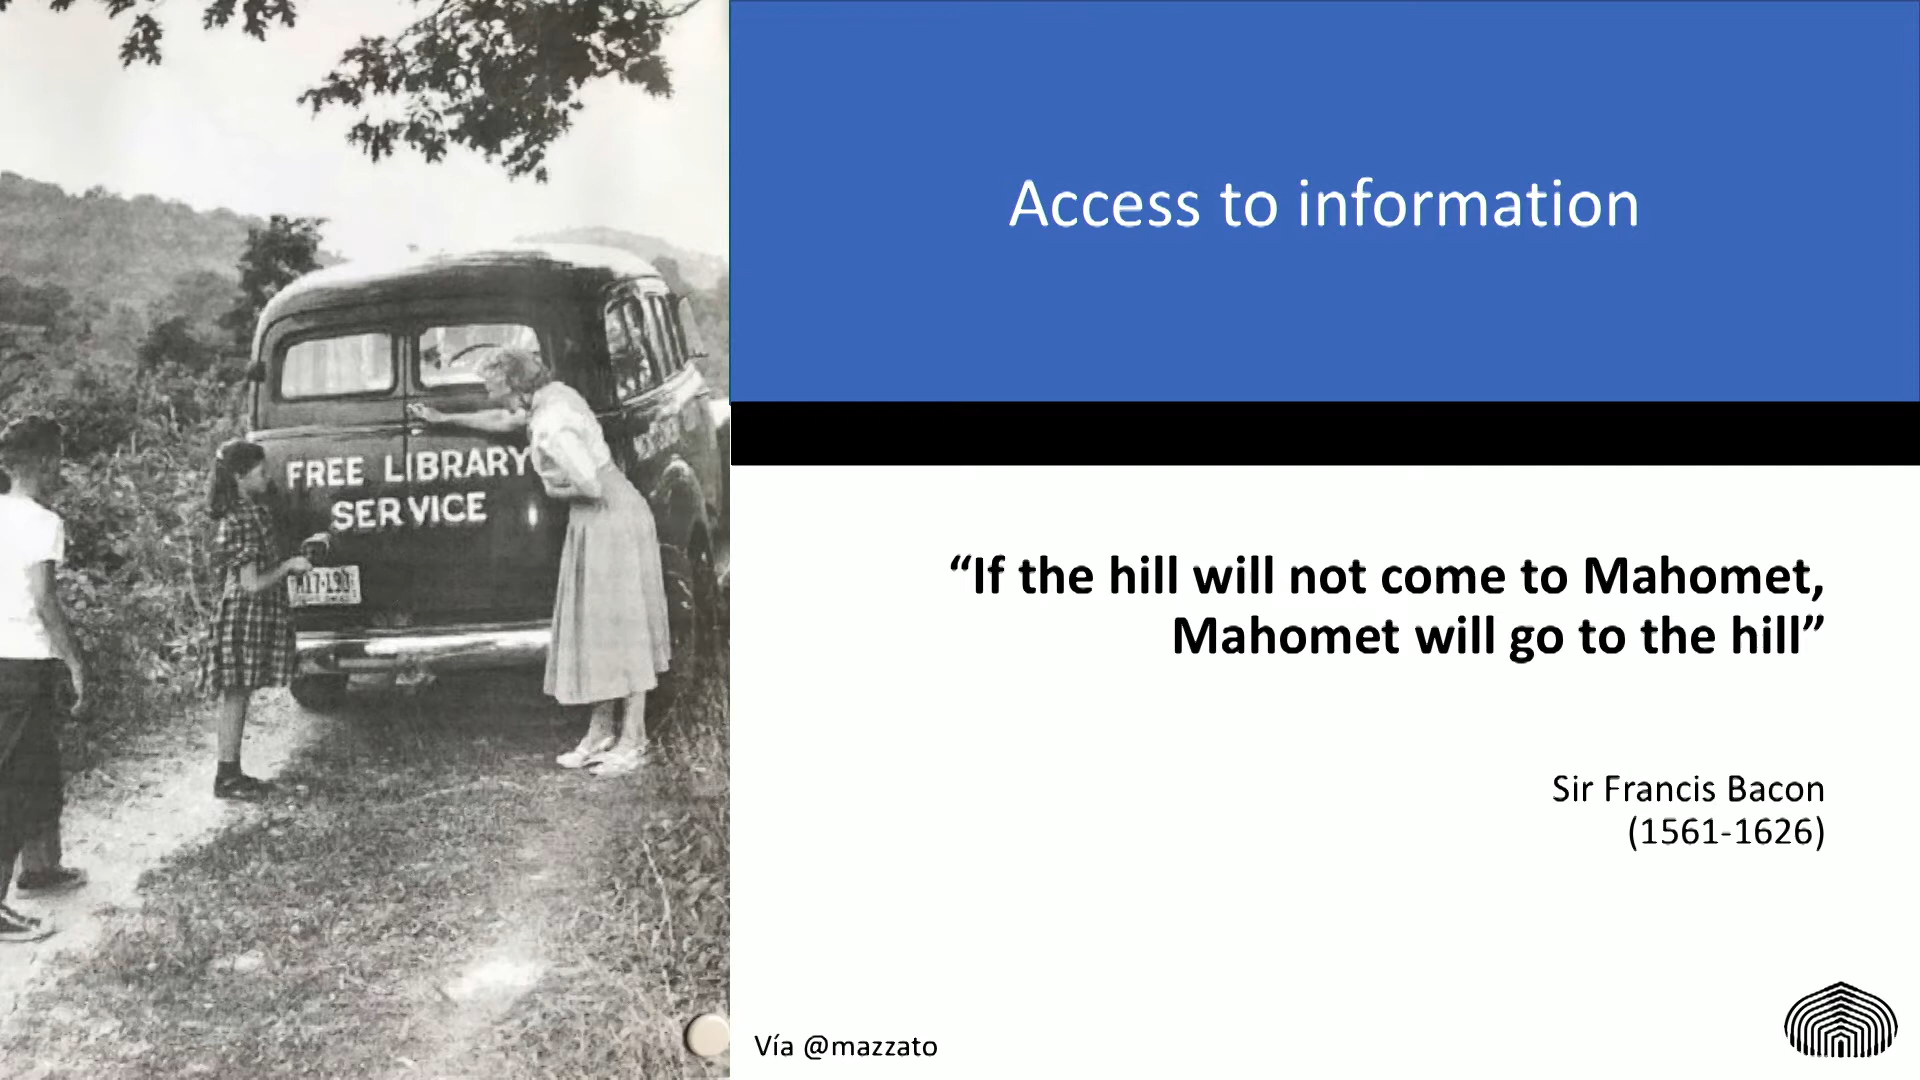 Access to information
FREE LIBRARY
SERVICE
“If the hill will not come to Mahomet,
Mahomet will go to the hill”
Sir Francis Bacon
(1561-1626)
Vía @mazzato